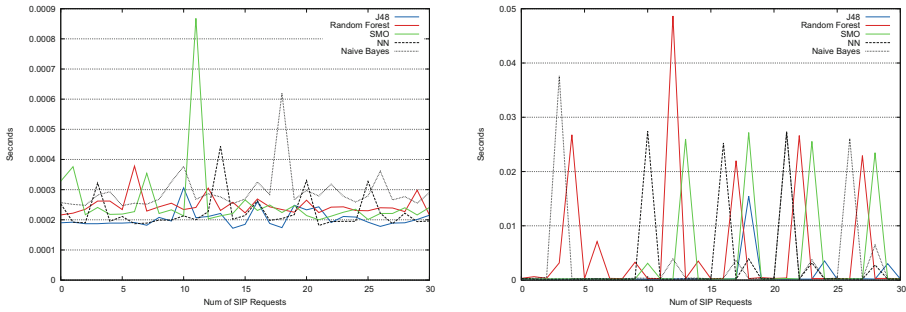 0.0009
0.0008
0.0007
0.0006
0.0005
0.0004
0.0003
0.0002
0.0001
0
Seconds
0
5
10
15
20
25
30
Num of SIP Requests
J48
Random Forest
SMO
NN
Naive Bayes
0.05
0.04
0.03
0.02
0.01
0
Seconds
0
5
10
15
20
25
30
Num of SIP Requests
J48
Random Forest
SMO
NN
Naive Bayes